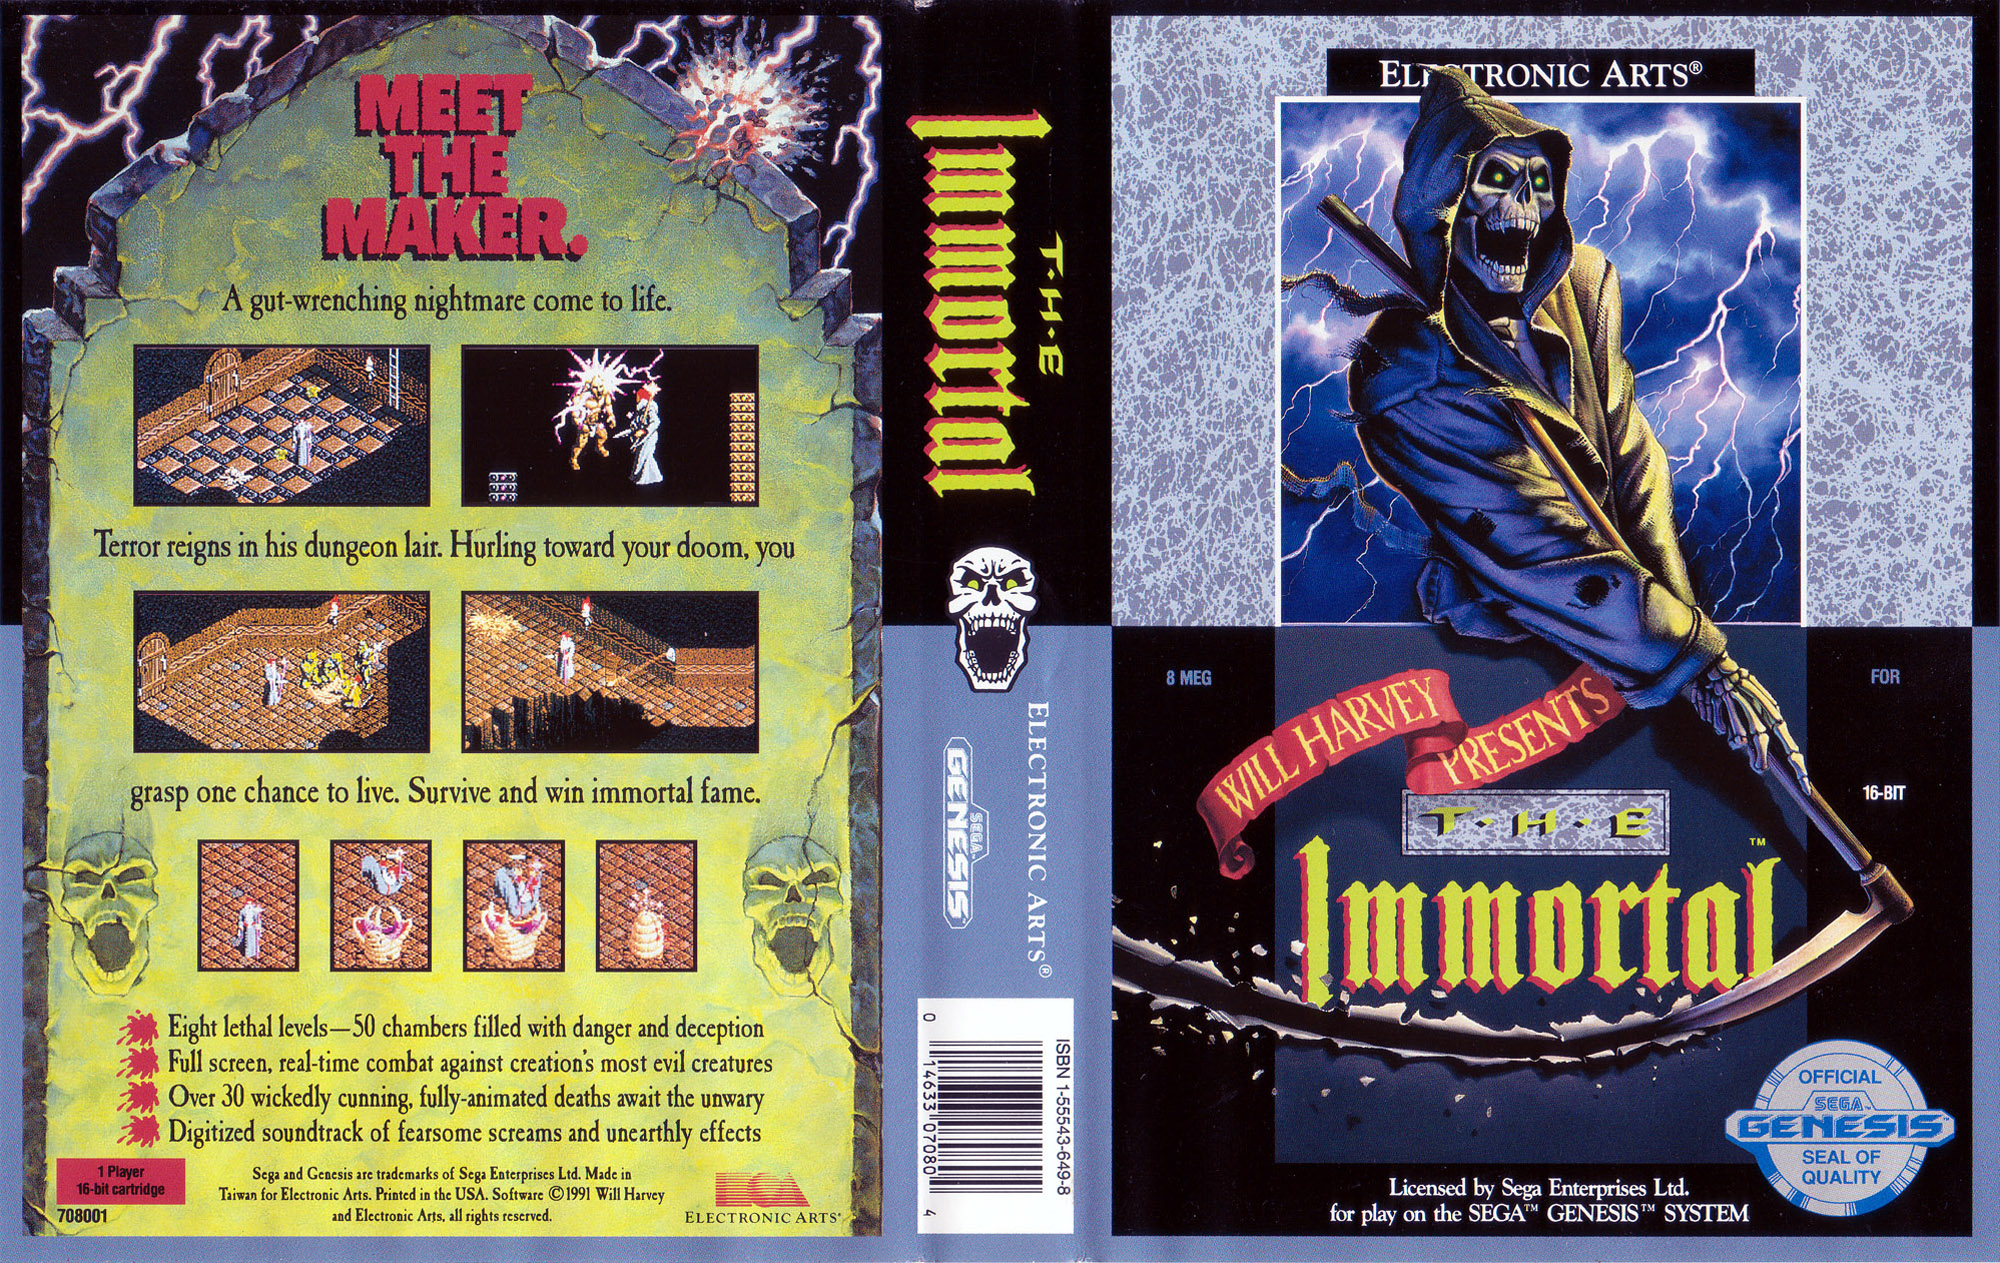 MEET
THE
MAKER.
A gut-wrenching nightmare come to life.
Terror reigns in his dungeon lair. Hurling toward your doom, you
grasp one chance to live. Survive and win immortal fame.
Eight lethal levels—50 chambers filled with danger and deception
Full screen, real-time combat against creation's most evil creatures
Over 30 wickedly cunning, fully-animated deaths await the unwary
Digitized soundtrack of fearsome screams and unearthly effects
1 Player
16-bit cartridge
708001
Sega and Genesis are trademarks of Sega Enterprises Ltd. Made in
Taiwan for Electronic Arts. Printed in the USA. Software ©1991 Will Harvey
and Electronic Arts, all rights reserved.
ELECTRONIC ARTS®
T·H·E
Immortal
ELECTRONIC ARTS®
SEGA™
GENESIS™
ISBN 1-55543-649-8
0 14633 07080 4
ELECTRONIC ARTS®
8 MEG
FOR
16-BIT
WILL HARVEY
PRESENTS
T·H·E
Immortal™
OFFICIAL
SEGA™
GENESIS™
SEAL OF
QUALITY
Licensed by Sega Enterprises Ltd.
for play on the SEGA™ GENESIS™ SYSTEM